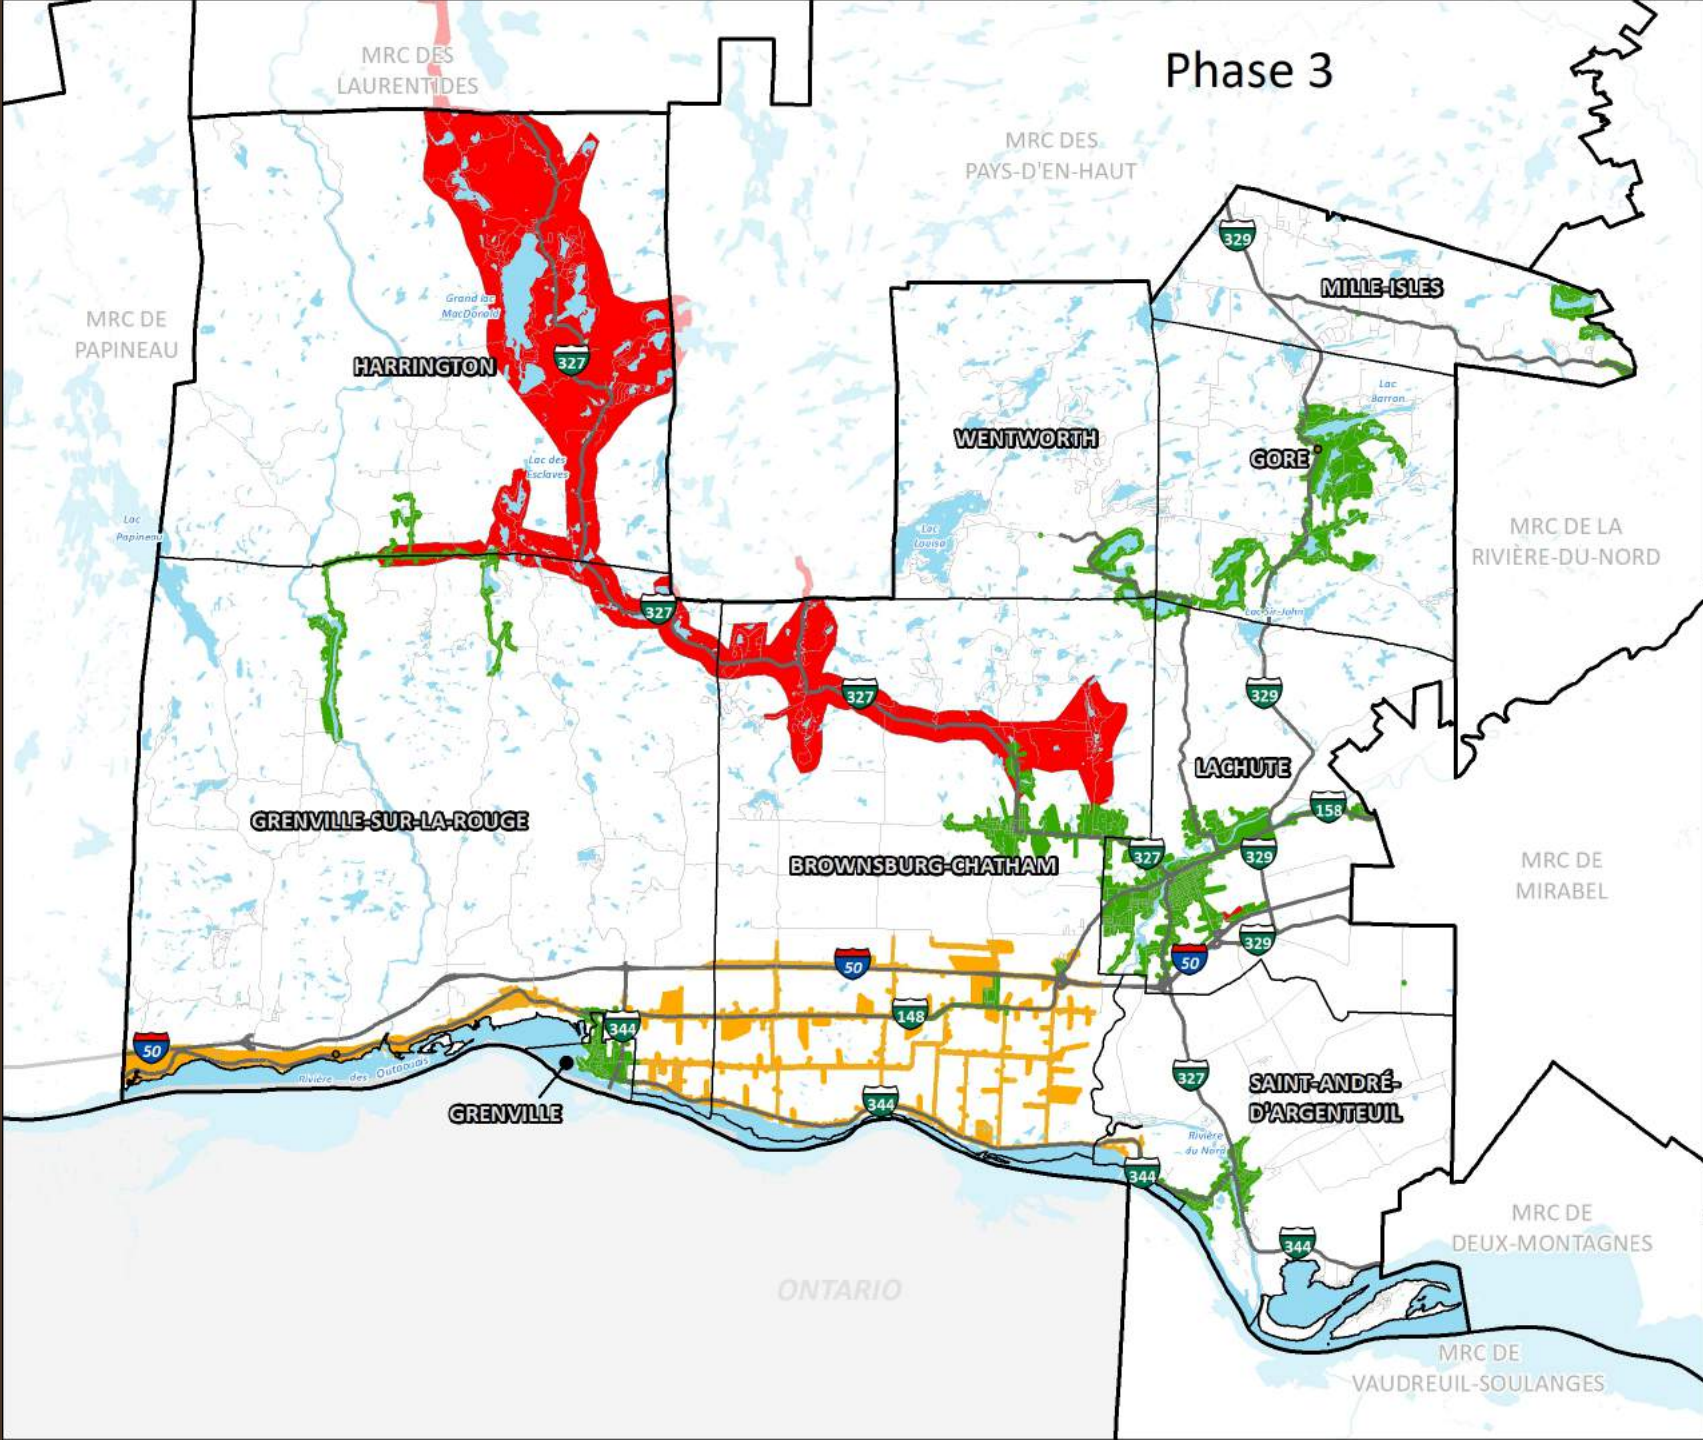 Phase 3
MRC DES
LAURENTIDES
MRC DES
PAYS-D'EN-HAUT
329
MILLE-ISLES
Grand lac
MacDonald
MRC DE
PAPINEAU
HARRINGTON
327
Lac
Barron
WENTWORTH
GORE
Lac des
Esclaves
Lac
Papineau
Lac
Louisa
MRC DE LA
RIVIÈRE-DU-NORD
327
Lac Sir-John
327
329
LACHUTE
158
GRENVILLE-SUR-LA-ROUGE
BROWNSBURG-CHATHAM
327
329
MRC DE
MIRABEL
50
329
50
148
344
50
Rivière des Outaouais
327
SAINT-ANDRÉ-
D'ARGENTEUIL
344
GRENVILLE
Rivière
du Nord
344
344
MRC DE
DEUX-MONTAGNES
ONTARIO
MRC DE
VAUDREUIL-SOULANGES